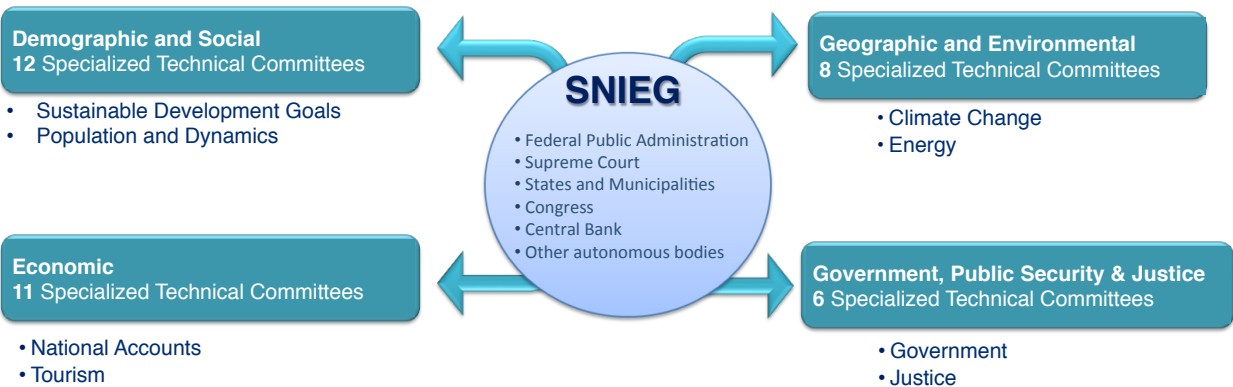 Demographic and Social
12 Specialized Technical Committees
• Sustainable Development Goals
• Population and Dynamics
SNIEG
• Federal Public Administration
• Supreme Court
• States and Municipalities
• Congress
• Central Bank
• Other autonomous bodies
Geographic and Environmental
8 Specialized Technical Committees
• Climate Change
• Energy
Economic
11 Specialized Technical Committees
• National Accounts
• Tourism
Government, Public Security & Justice
6 Specialized Technical Committees
• Government
• Justice